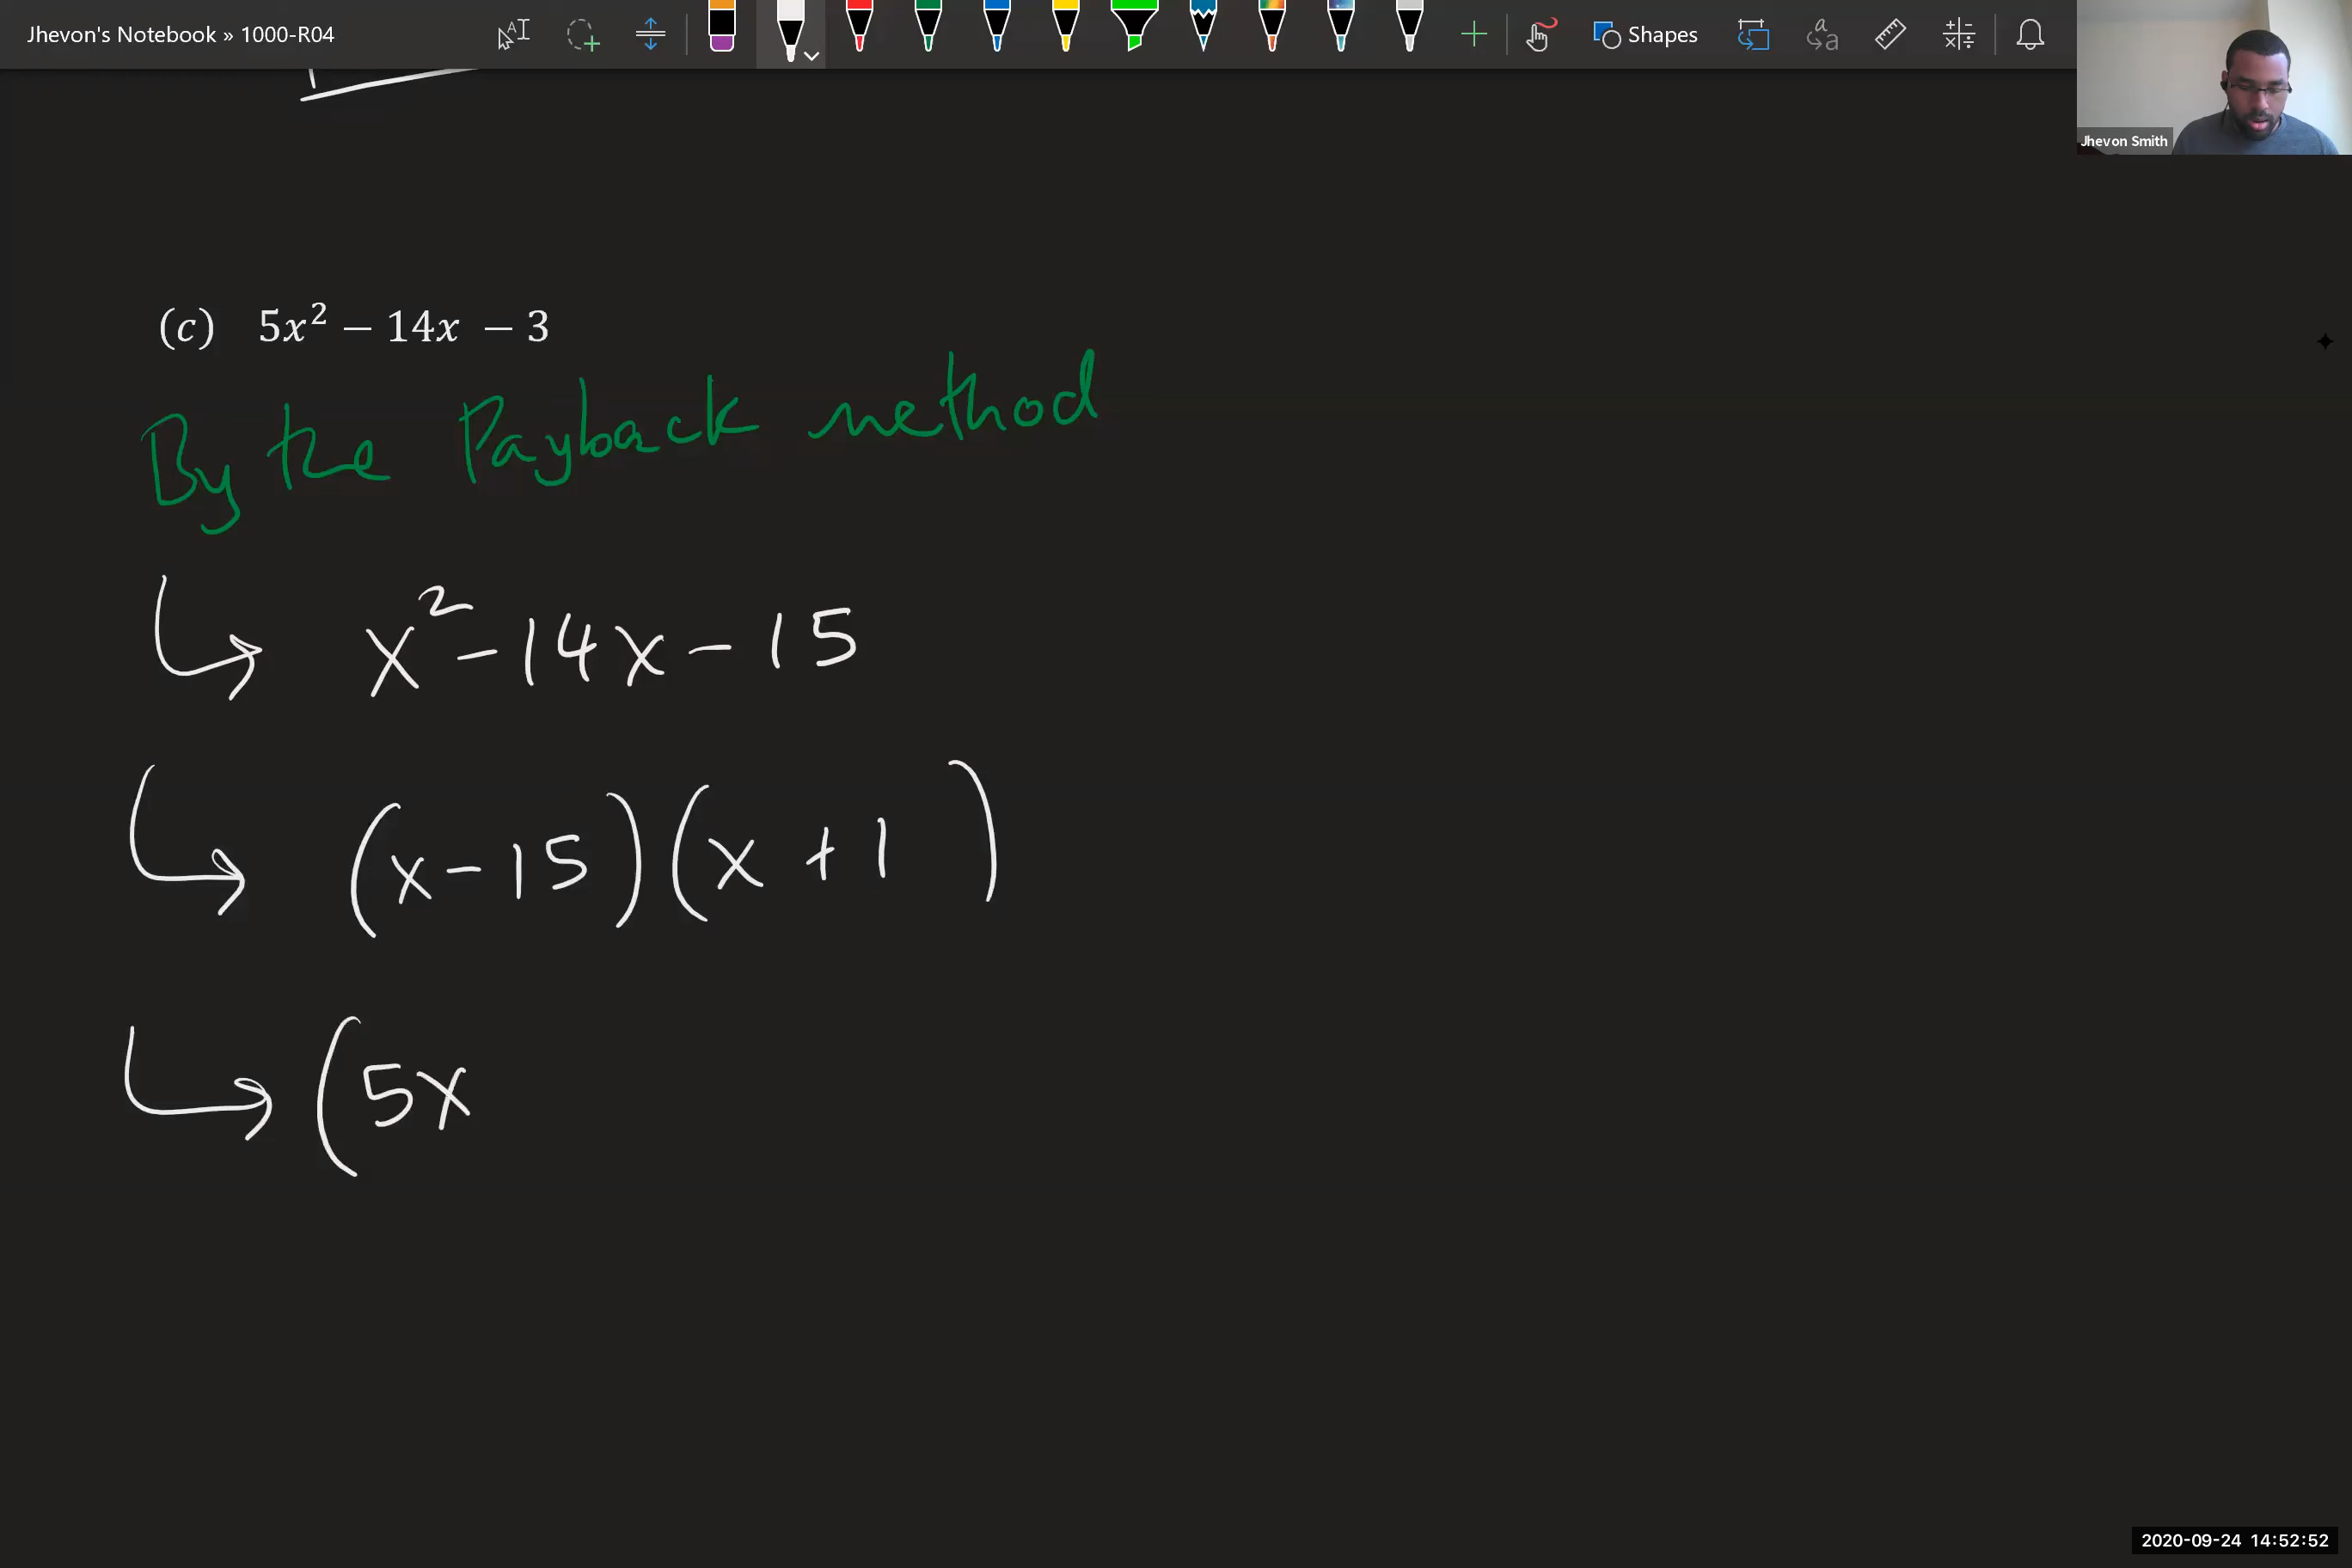 Jhevon's Notebook » 1000-R04
Shapes
Jhevon Smith
(c) 5x² − 14x − 3
By the Payback method
x² − 14x − 15
(x − 15)(x + 1)
(5x
2020-09-24 14:52:52